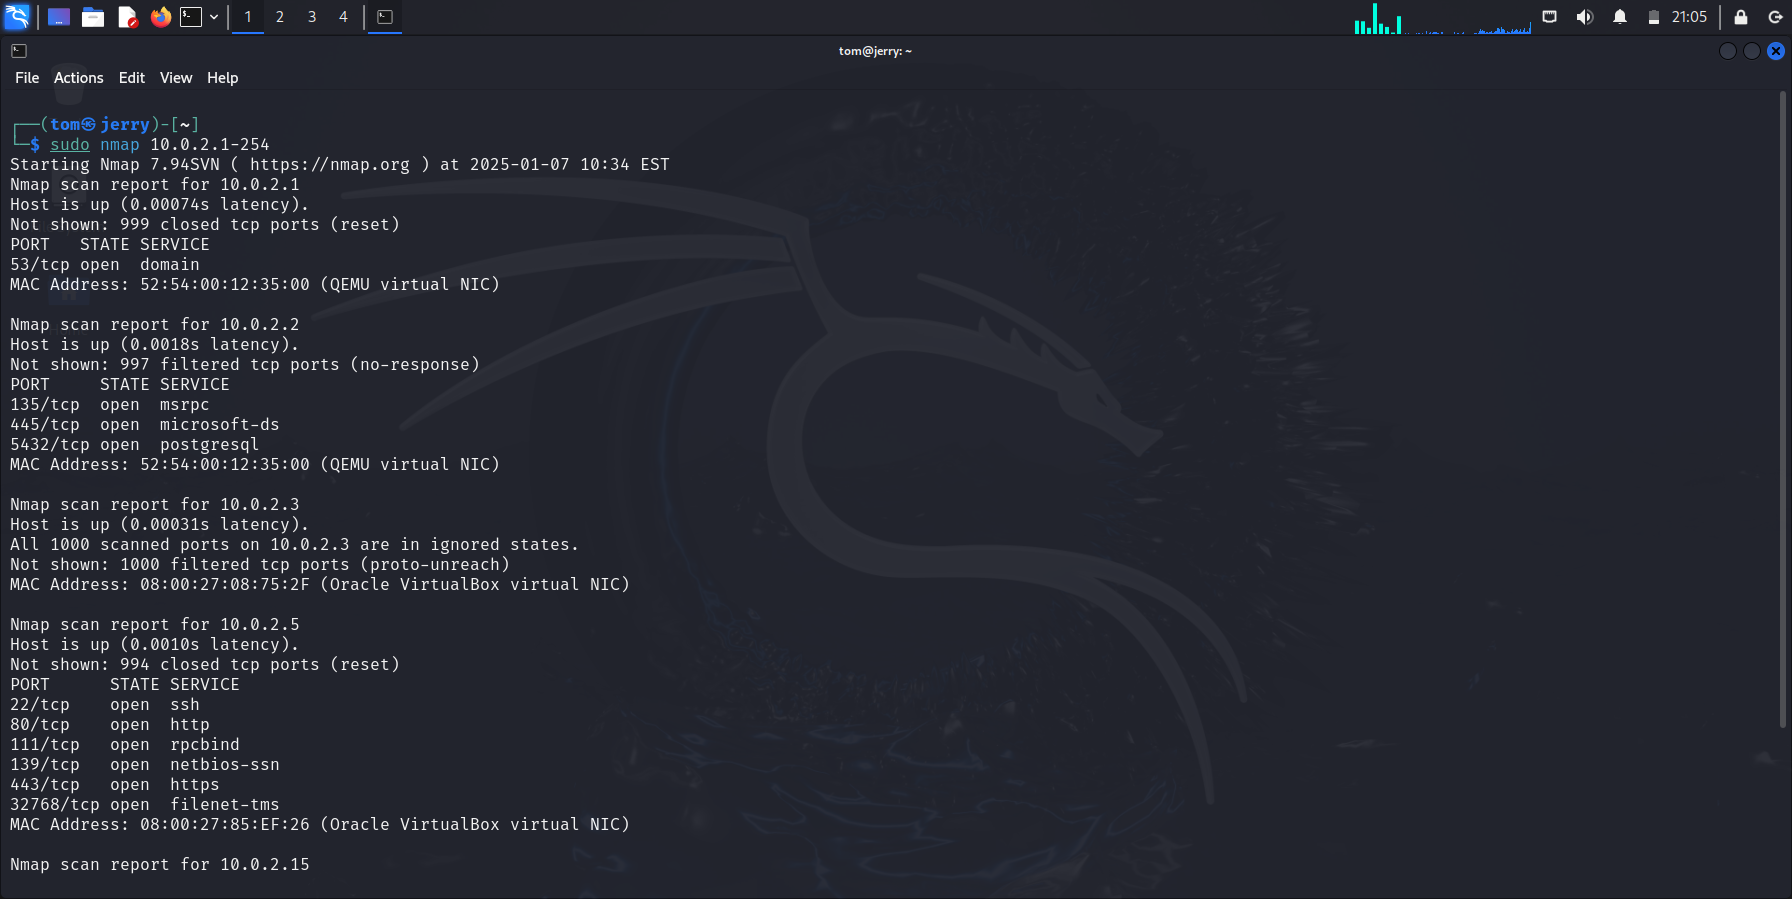 1 2 3 4
21:05
tom@jerry: ~
File Actions Edit View Help
┌──(tom㉿jerry)-[~]
└─$ sudo nmap 10.0.2.1-254
Starting Nmap 7.94SVN ( https://nmap.org ) at 2025-01-07 10:34 EST
Nmap scan report for 10.0.2.1
Host is up (0.00074s latency).
Not shown: 999 closed tcp ports (reset)
PORT   STATE SERVICE
53/tcp open  domain
MAC Address: 52:54:00:12:35:00 (QEMU virtual NIC)
Nmap scan report for 10.0.2.2
Host is up (0.0018s latency).
Not shown: 997 filtered tcp ports (no-response)
PORT     STATE SERVICE
135/tcp  open  msrpc
445/tcp  open  microsoft-ds
5432/tcp open  postgresql
MAC Address: 52:54:00:12:35:00 (QEMU virtual NIC)
Nmap scan report for 10.0.2.3
Host is up (0.00031s latency).
All 1000 scanned ports on 10.0.2.3 are in ignored states.
Not shown: 1000 filtered tcp ports (proto-unreach)
MAC Address: 08:00:27:08:75:2F (Oracle VirtualBox virtual NIC)
Nmap scan report for 10.0.2.5
Host is up (0.0010s latency).
Not shown: 994 closed tcp ports (reset)
PORT      STATE SERVICE
22/tcp    open  ssh
80/tcp    open  http
111/tcp   open  rpcbind
139/tcp   open  netbios-ssn
443/tcp   open  https
32768/tcp open  filenet-tms
MAC Address: 08:00:27:85:EF:26 (Oracle VirtualBox virtual NIC)
Nmap scan report for 10.0.2.15